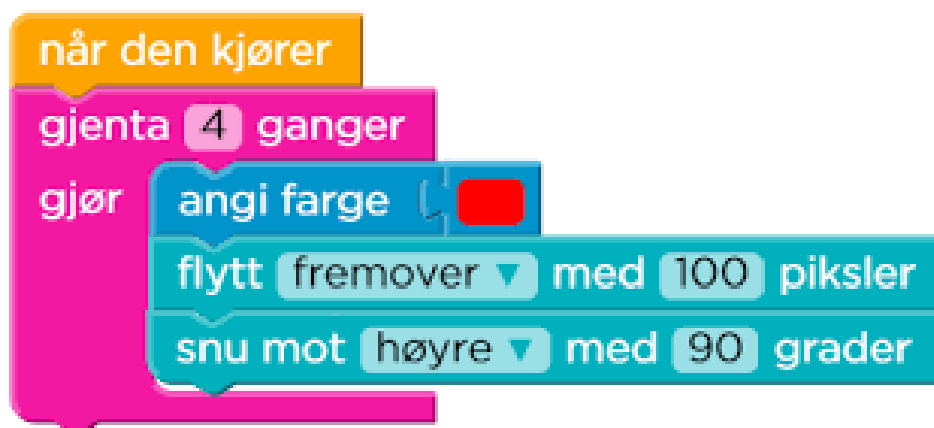 når den kjører
gjenta 4 ganger
gjør angi farge
flytt fremover ▼ med 100 piksler
snu mot høyre ▼ med 90 grader